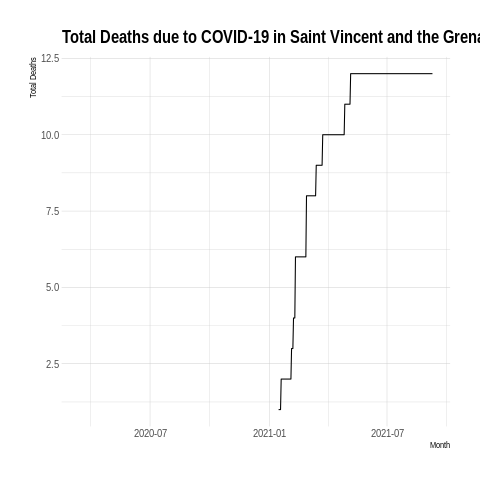 Total Deaths due to COVID-19 in Saint Vincent and the Grena
Total Deaths
12.5
10.0
7.5
5.0
2.5
2020-07
2021-01
2021-07
Month